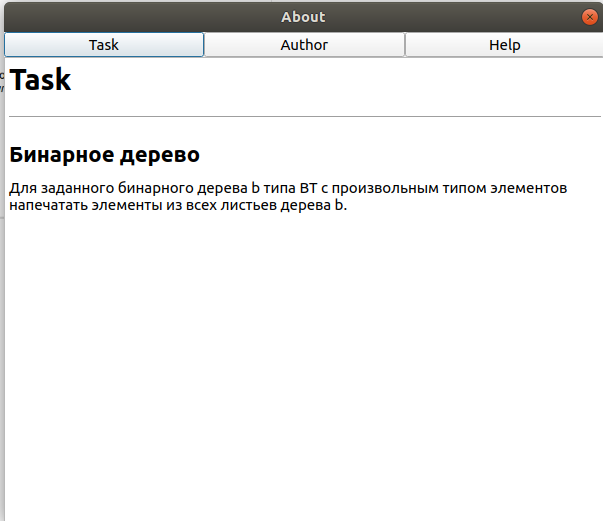 About
Task Author Help
Task
Бинарное дерево
Для заданного бинарного дерева b типа BT с произвольным типом элементов
напечатать элементы из всех листьев дерева b.